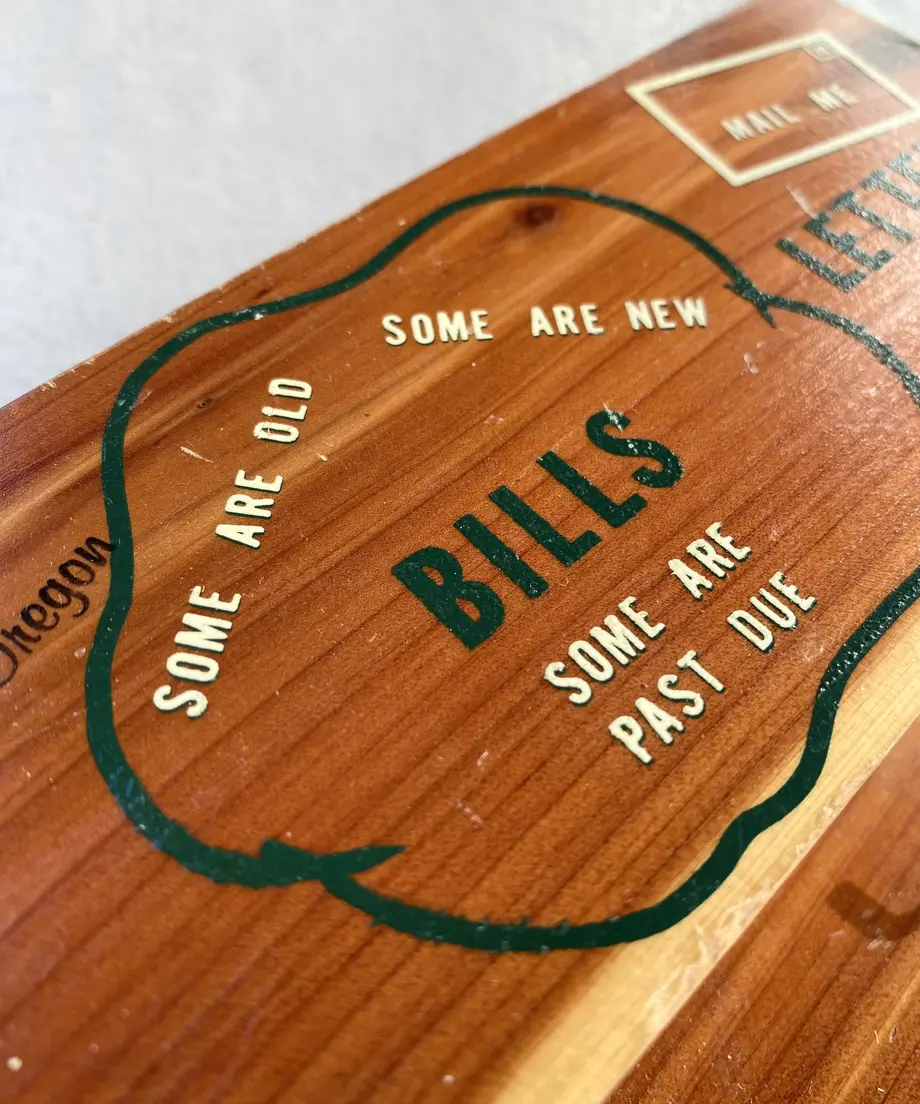 MAIL ME
SOME ARE NEW
SOME ARE OLD
BILLS
SOME ARE
PAST DUE
Oregon